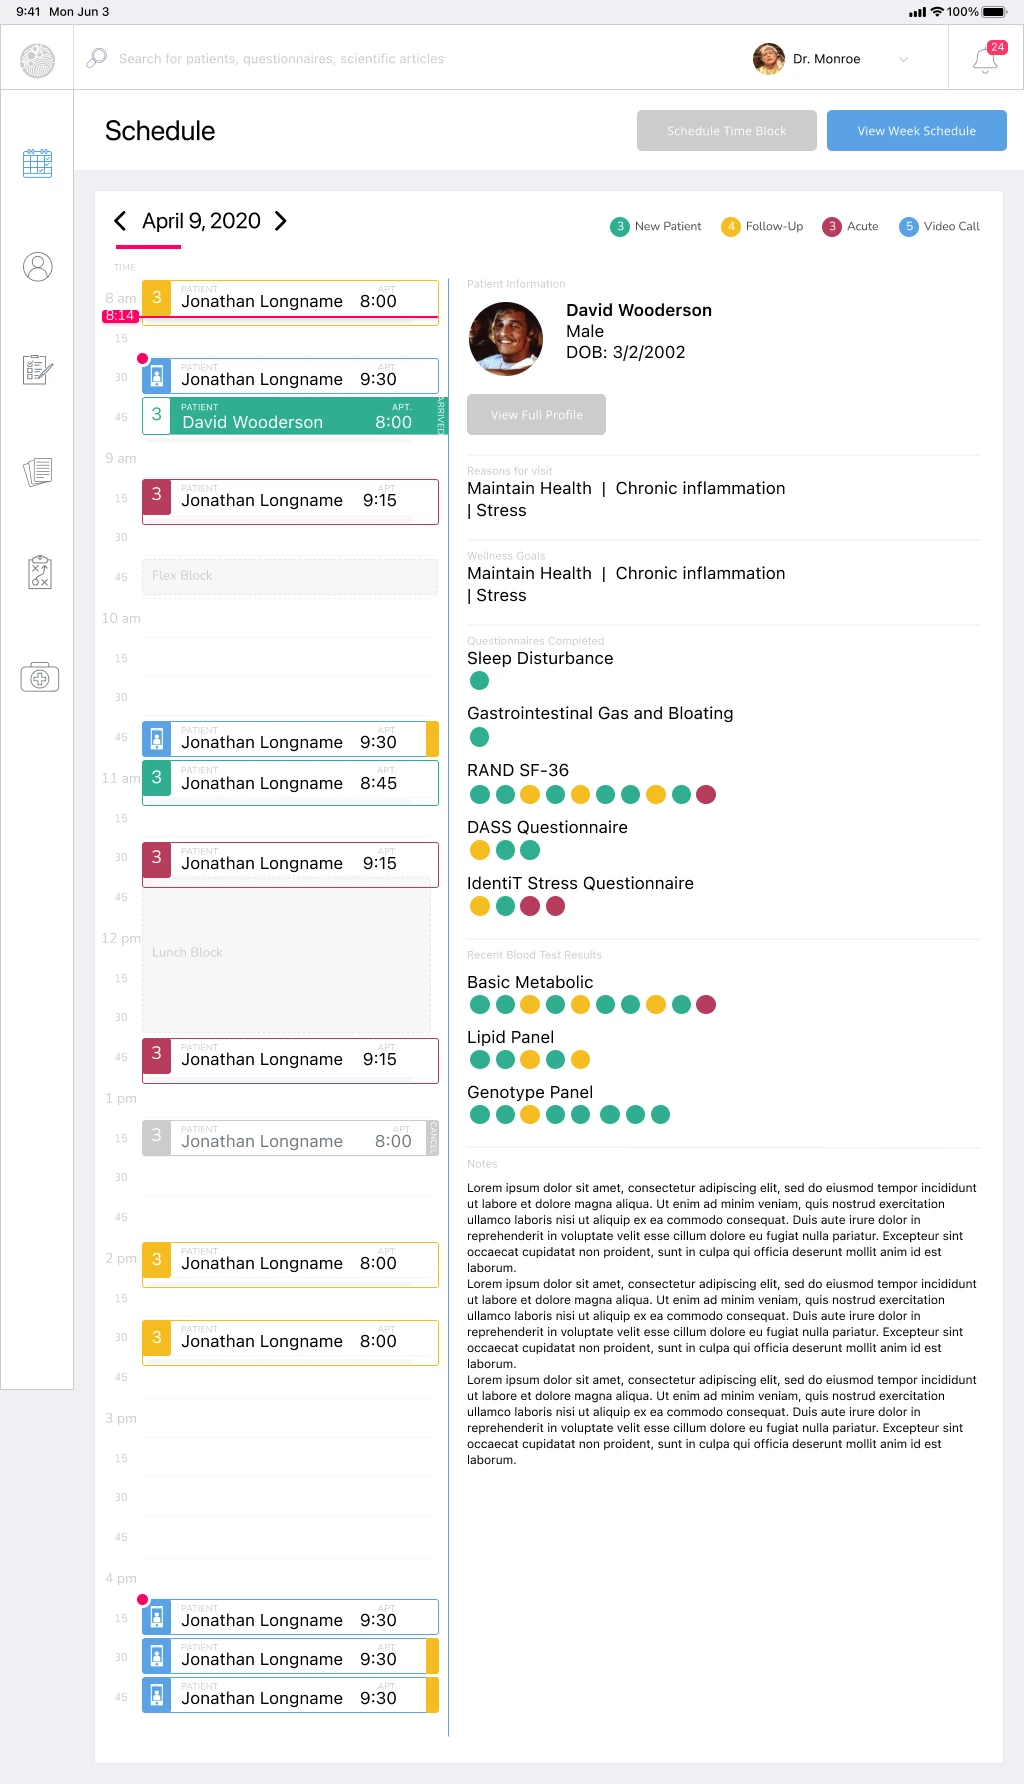 9:41 Mon Jun 3
100%
Search for patients, questionnaires, scientific articles
Dr. Monroe
24
Schedule
Schedule Time Block
View Week Schedule
April 9, 2020
3 New Patient
4 Follow-Up
3 Acute
5 Video Call
TIME
8 am
3 PATIENT APT
Jonathan Longname 8:00
8:14
15
30
PATIENT APT
Jonathan Longname 9:30
45
3 PATIENT APT.
David Wooderson 8:00
ARRIVED
9 am
15
3 PATIENT APT
Jonathan Longname 9:15
30
45
Flex Block
10 am
15
30
45
PATIENT APT
Jonathan Longname 9:30
11 am
3 PATIENT APT.
Jonathan Longname 8:45
15
30
3 PATIENT APT
Jonathan Longname 9:15
45
12 pm
Lunch Block
15
30
45
3 PATIENT APT
Jonathan Longname 9:15
1 pm
15
3 PATIENT APT.
Jonathan Longname 8:00
CANCEL
30
45
2 pm
3 PATIENT APT
Jonathan Longname 8:00
15
30
3 PATIENT APT
Jonathan Longname 8:00
45
3 pm
15
30
45
4 pm
15
PATIENT APT
Jonathan Longname 9:30
30
PATIENT APT
Jonathan Longname 9:30
45
PATIENT APT
Jonathan Longname 9:30
Patient Information
David Wooderson
Male
DOB: 3/2/2002
View Full Profile
Reasons for visit
Maintain Health | Chronic inflammation
| Stress
Wellness Goals
Maintain Health | Chronic inflammation
| Stress
Questionnaires Completed
Sleep Disturbance
Gastrointestinal Gas and Bloating
RAND SF-36
DASS Questionnaire
IdentiT Stress Questionnaire
Recent Blood Test Results
Basic Metabolic
Lipid Panel
Genotype Panel
Notes
Lorem ipsum dolor sit amet, consectetur adipiscing elit, sed do eiusmod tempor incididunt
ut labore et dolore magna aliqua. Ut enim ad minim veniam, quis nostrud exercitation
ullamco laboris nisi ut aliquip ex ea commodo consequat. Duis aute irure dolor in
reprehenderit in voluptate velit esse cillum dolore eu fugiat nulla pariatur. Excepteur sint
occaecat cupidatat non proident, sunt in culpa qui officia deserunt mollit anim id est
laborum.
Lorem ipsum dolor sit amet, consectetur adipiscing elit, sed do eiusmod tempor incididunt
ut labore et dolore magna aliqua. Ut enim ad minim veniam, quis nostrud exercitation
ullamco laboris nisi ut aliquip ex ea commodo consequat. Duis aute irure dolor in
reprehenderit in voluptate velit esse cillum dolore eu fugiat nulla pariatur. Excepteur sint
occaecat cupidatat non proident, sunt in culpa qui officia deserunt mollit anim id est
laborum.
Lorem ipsum dolor sit amet, consectetur adipiscing elit, sed do eiusmod tempor incididunt
ut labore et dolore magna aliqua. Ut enim ad minim veniam, quis nostrud exercitation
ullamco laboris nisi ut aliquip ex ea commodo consequat. Duis aute irure dolor in
reprehenderit in voluptate velit esse cillum dolore eu fugiat nulla pariatur. Excepteur sint
occaecat cupidatat non proident, sunt in culpa qui officia deserunt mollit anim id est
laborum.